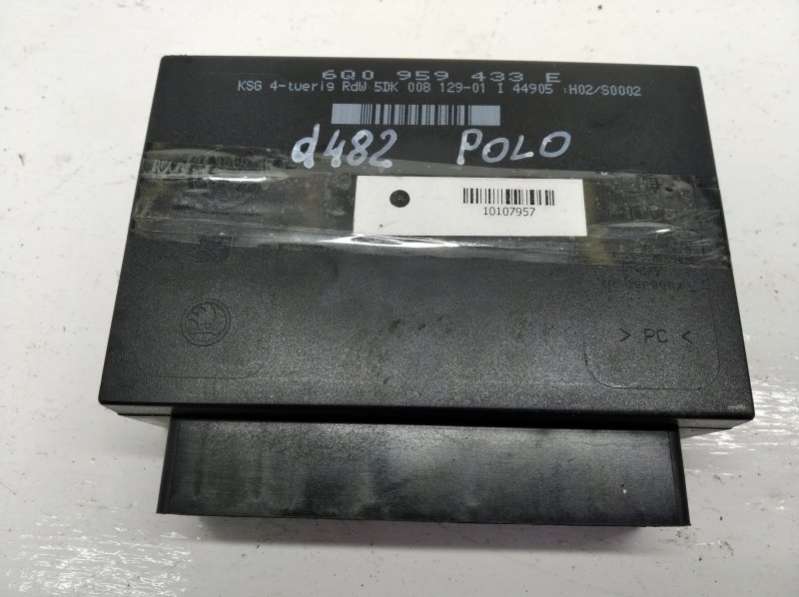 6Q0 959 433 E
KSG 4-tuerig RdW 5DK 008 129-01 I 44905 :H02/S0002
d482 POLO
10107957
> PC <